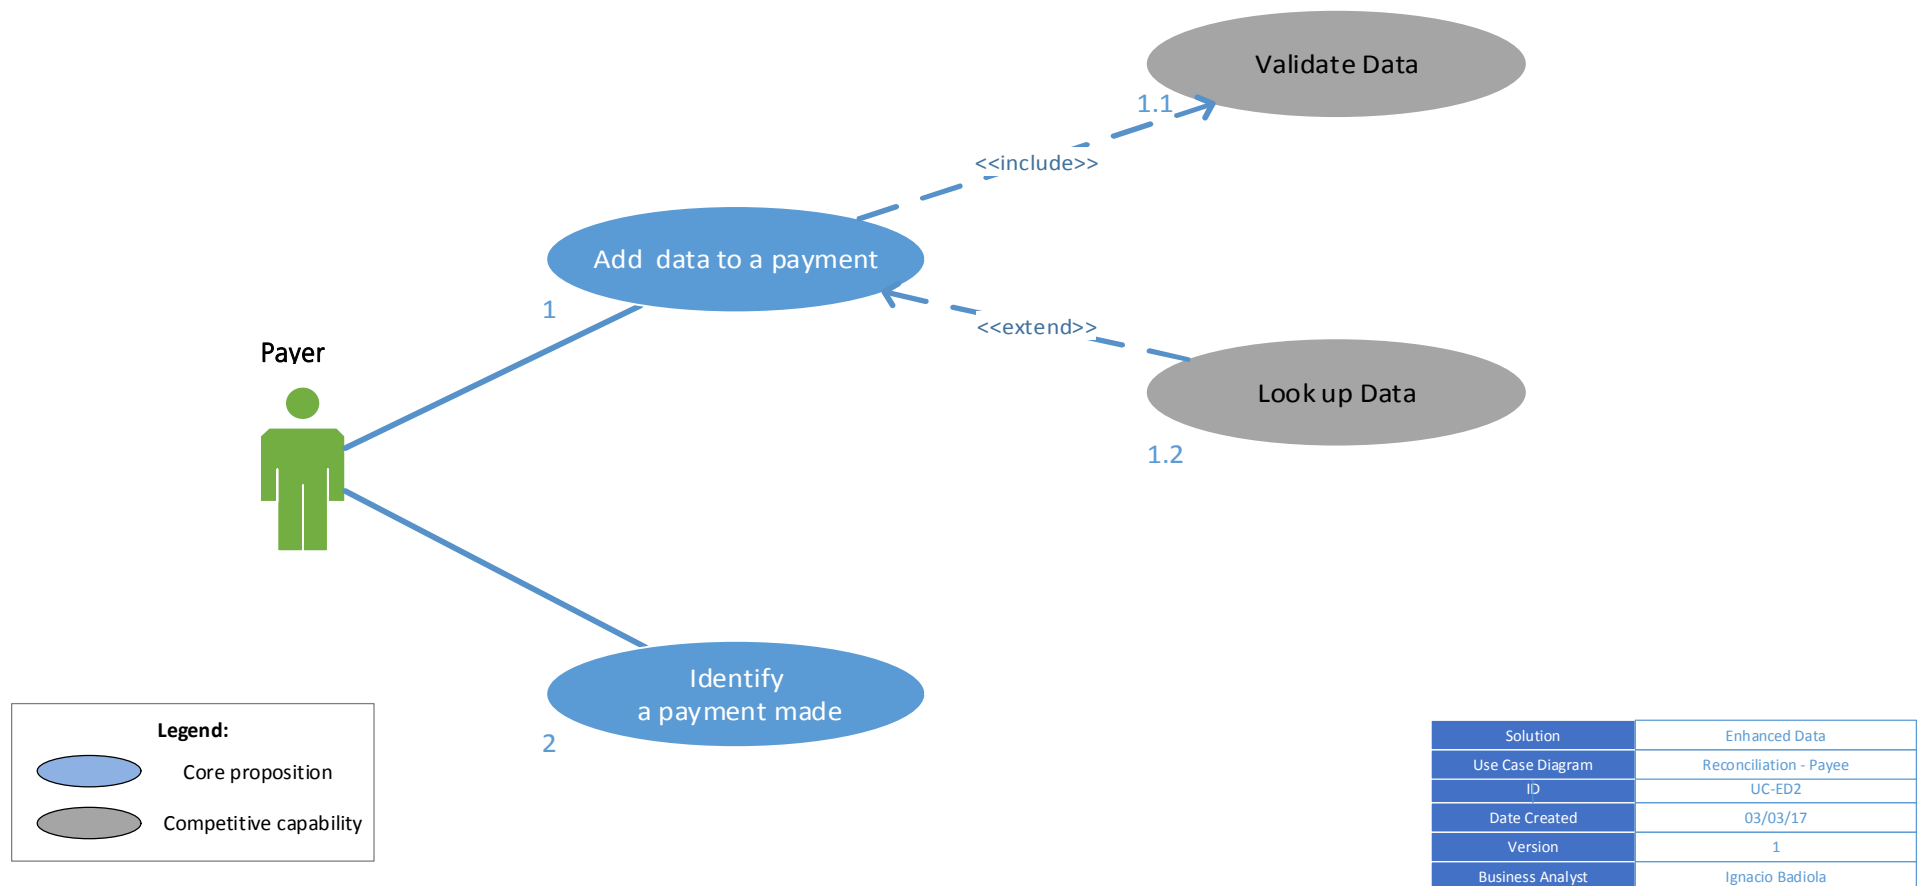 Validate Data
1.1
<<include>>
Add data to a payment
1
<<extend>>
Payer
Look up Data
1.2
Identify
a payment made
2
Legend:
Core proposition
Competitive capability
Solution Enhanced Data
Use Case Diagram Reconciliation - Payee
ID UC-ED2
Date Created 03/03/17
Version 1
Business Analyst Ignacio Badiola